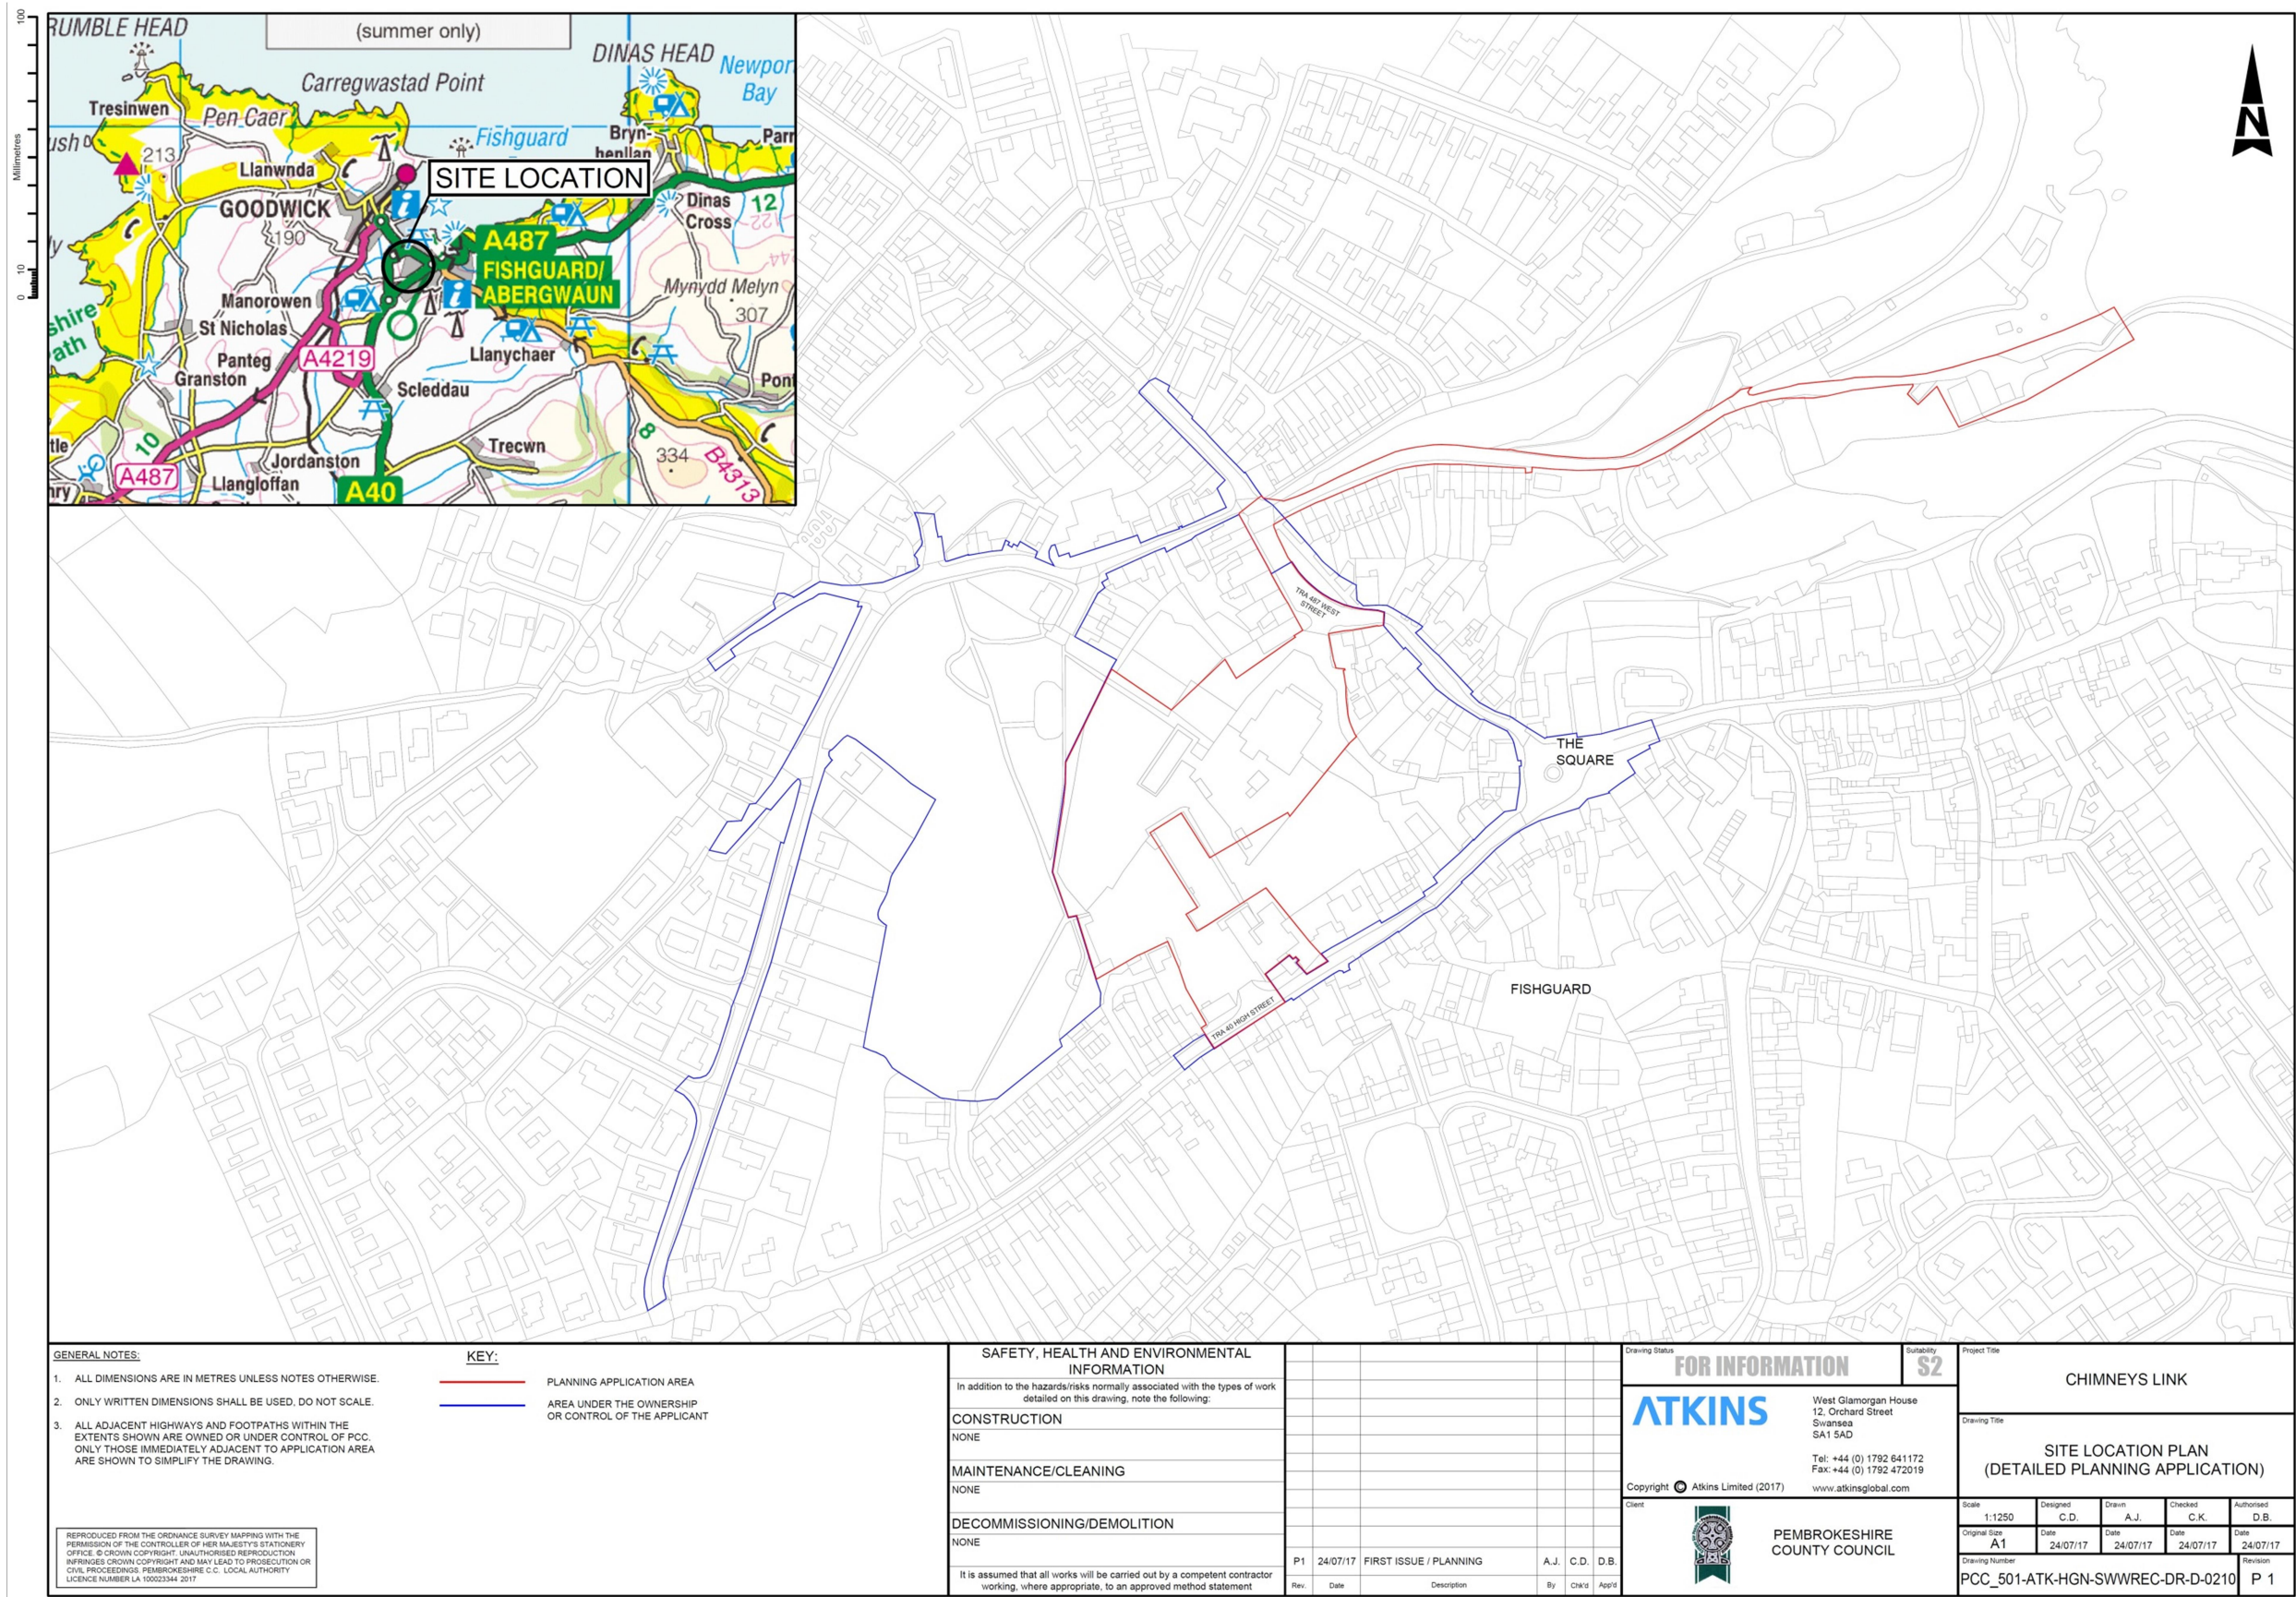 100
Millimetres
10
0
RUMBLE HEAD
(summer only)
DINAS HEAD
Newpor
Bay
Carregwastad Point
Tresinwen
Pen Caer
Fishguard
Bryn-
henllan
Parr
ush
213
Llanwnda
SITE LOCATION
GOODWICK
190
Dinas
Cross
12
122
A487
FISHGUARD/
ABERGWAUN
Manorowen
Mynydd Melyn
307
shire
ath
St Nicholas
Panteg
A4219
Llanychaer
Granston
Scleddau
Pont
10
8
tle
Trecwn
334
B4313
Jordanston
A487
Llangloffan
nry
A40
N
TRA 487 WEST
STREET
THE
SQUARE
FISHGUARD
TRA 40 HIGH STREET
GENERAL NOTES:
1. ALL DIMENSIONS ARE IN METRES UNLESS NOTES OTHERWISE.
2. ONLY WRITTEN DIMENSIONS SHALL BE USED, DO NOT SCALE.
3. ALL ADJACENT HIGHWAYS AND FOOTPATHS WITHIN THE
EXTENTS SHOWN ARE OWNED OR UNDER CONTROL OF PCC.
ONLY THOSE IMMEDIATELY ADJACENT TO APPLICATION AREA
ARE SHOWN TO SIMPLIFY THE DRAWING.
REPRODUCED FROM THE ORDNANCE SURVEY MAPPING WITH THE
PERMISSION OF THE CONTROLLER OF HER MAJESTY'S STATIONERY
OFFICE. © CROWN COPYRIGHT. UNAUTHORISED REPRODUCTION
INFRINGES CROWN COPYRIGHT AND MAY LEAD TO PROSECUTION OR
CIVIL PROCEEDINGS. PEMBROKESHIRE C.C. LOCAL AUTHORITY
LICENCE NUMBER LA 100023344 2017
KEY:
PLANNING APPLICATION AREA
AREA UNDER THE OWNERSHIP
OR CONTROL OF THE APPLICANT
SAFETY, HEALTH AND ENVIRONMENTAL
INFORMATION
In addition to the hazards/risks normally associated with the types of work
detailed on this drawing, note the following:
CONSTRUCTION
NONE
MAINTENANCE/CLEANING
NONE
DECOMMISSIONING/DEMOLITION
NONE
It is assumed that all works will be carried out by a competent contractor
working, where appropriate, to an approved method statement
P1 24/07/17 FIRST ISSUE / PLANNING A.J. C.D. D.B.
Rev. Date Description By Chk'd App'd
Drawing Status
FOR INFORMATION
Suitability
S2
ATKINS
West Glamorgan House
12, Orchard Street
Swansea
SA1 5AD
Tel: +44 (0) 1792 641172
Fax: +44 (0) 1792 472019
Copyright © Atkins Limited (2017)
www.atkinsglobal.com
Client
PEMBROKESHIRE
COUNTY COUNCIL
Project Title
CHIMNEYS LINK
Drawing Title
SITE LOCATION PLAN
(DETAILED PLANNING APPLICATION)
Scale Designed Drawn Checked Authorised
1:1250 C.D. A.J. C.K. D.B.
Original Size Date Date Date Date
A1 24/07/17 24/07/17 24/07/17 24/07/17
Drawing Number Revision
PCC_501-ATK-HGN-SWWREC-DR-D-0210 P 1